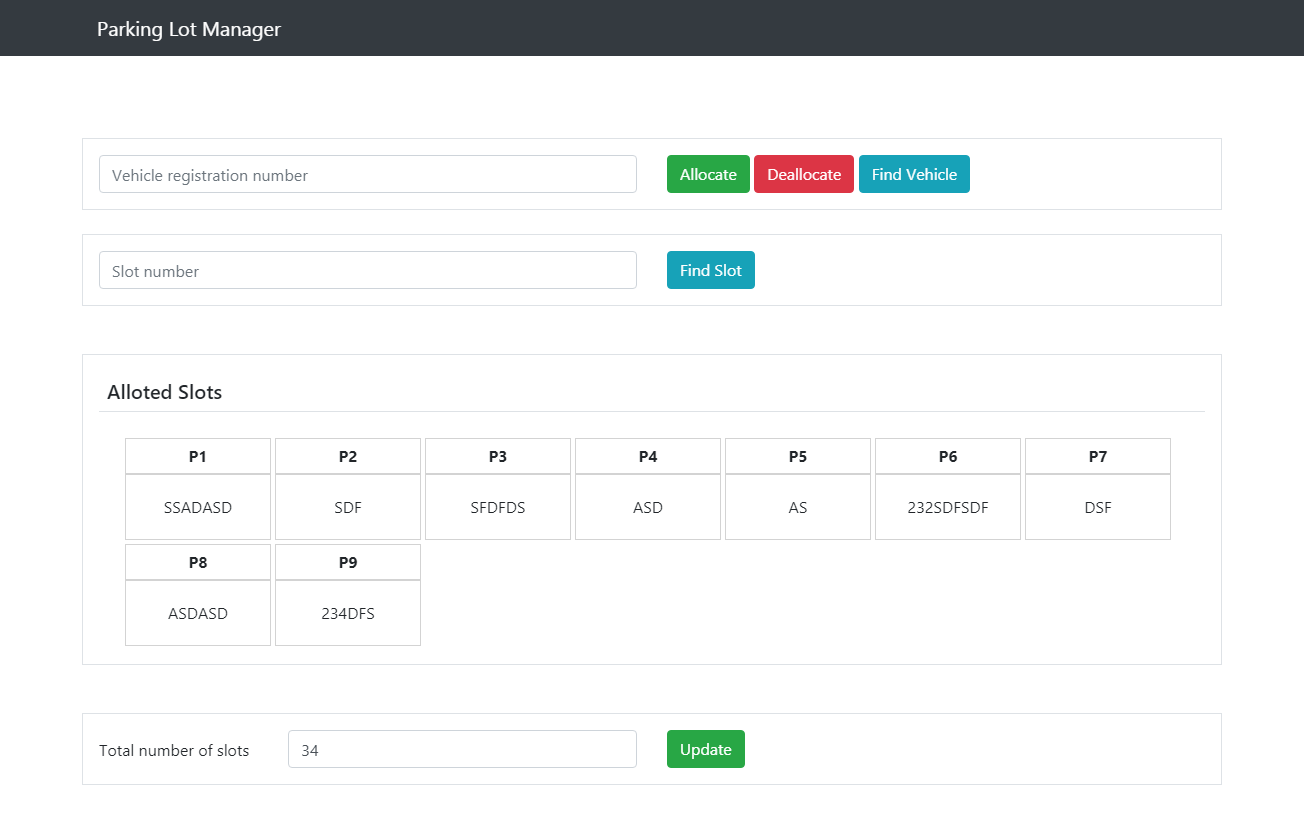 Parking Lot Manager
Vehicle registration number Allocate Deallocate Find Vehicle
Slot number Find Slot
Alloted Slots
P1 P2 P3 P4 P5 P6 P7
SSADASD SDF SFDFDS ASD AS 232SDFSDF DSF
P8 P9
ASDASD 234DFS
Total number of slots 34 Update